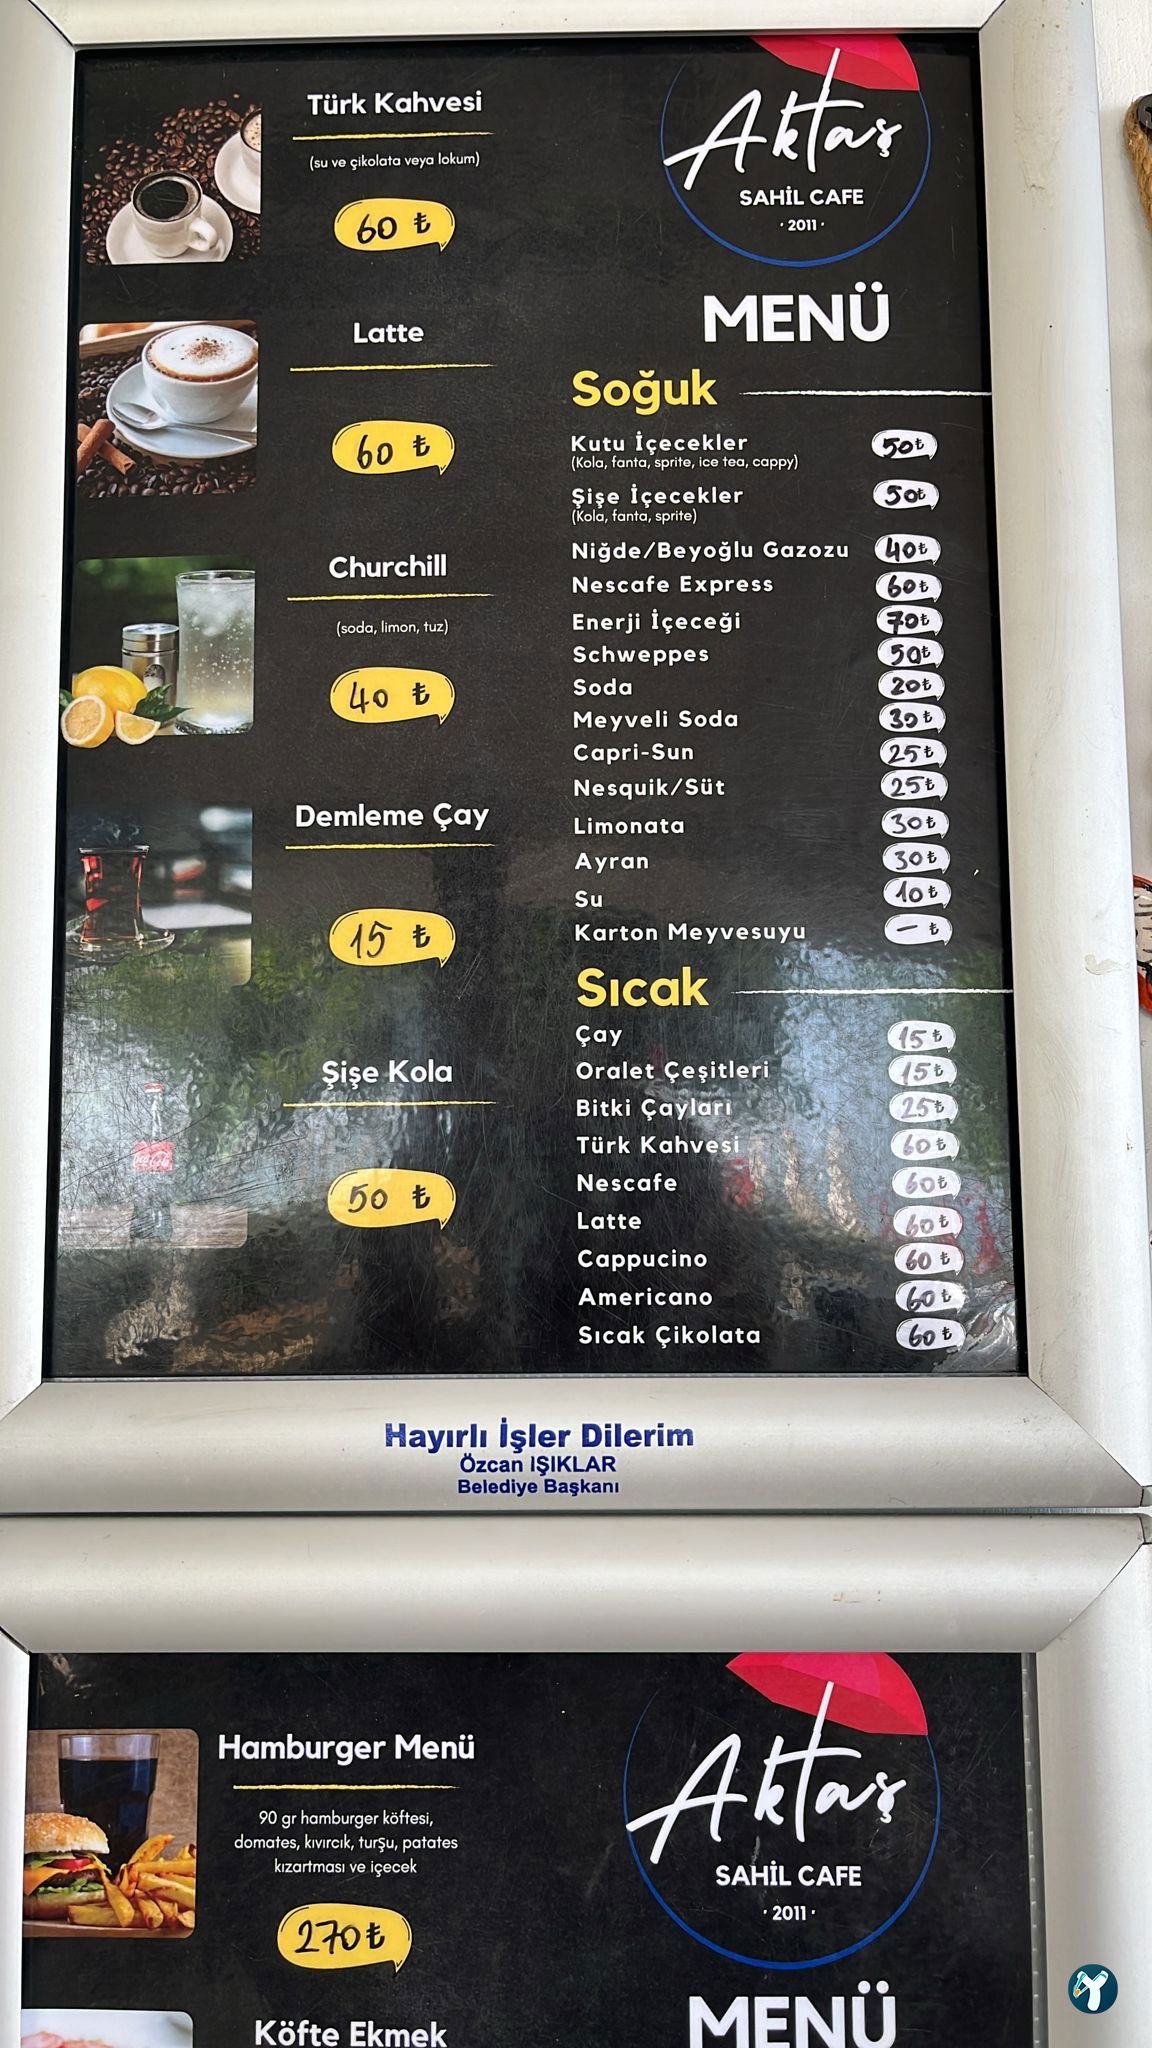 Türk Kahvesi
(su ve çikolata veya lokum)
60 ₺
Latte
60 ₺
Churchill
(soda, limon, tuz)
40 ₺
Demleme Çay
15 ₺
Şişe Kola
50 ₺
Aktaş
SAHİL CAFE
· 2011 ·
MENÜ
Soğuk
Kutu İçecekler 50₺
(Kola, fanta, sprite, ice tea, cappy)
Şişe İçecekler 50₺
(Kola, fanta, sprite)
Niğde/Beyoğlu Gazozu 40₺
Nescafe Express 60₺
Enerji İçeceği 70₺
Schweppes 50₺
Soda 20₺
Meyveli Soda 30₺
Capri-Sun 25₺
Nesquik/Süt 25₺
Limonata 30₺
Ayran 30₺
Su 10₺
Karton Meyvesuyu — ₺
Sıcak
Çay 15₺
Oralet Çeşitleri 15₺
Bitki Çayları 25₺
Türk Kahvesi 60₺
Nescafe 60₺
Latte 60₺
Cappucino 60₺
Americano 60₺
Sıcak Çikolata 60₺
Hayırlı İşler Dilerim
Özcan IŞIKLAR
Belediye Başkanı
Hamburger Menü
90 gr hamburger köftesi,
domates, kıvırcık, turşu, patates
kızartması ve içecek
270₺
Köfte Ekmek
Aktaş
SAHİL CAFE
· 2011 ·
MENÜ